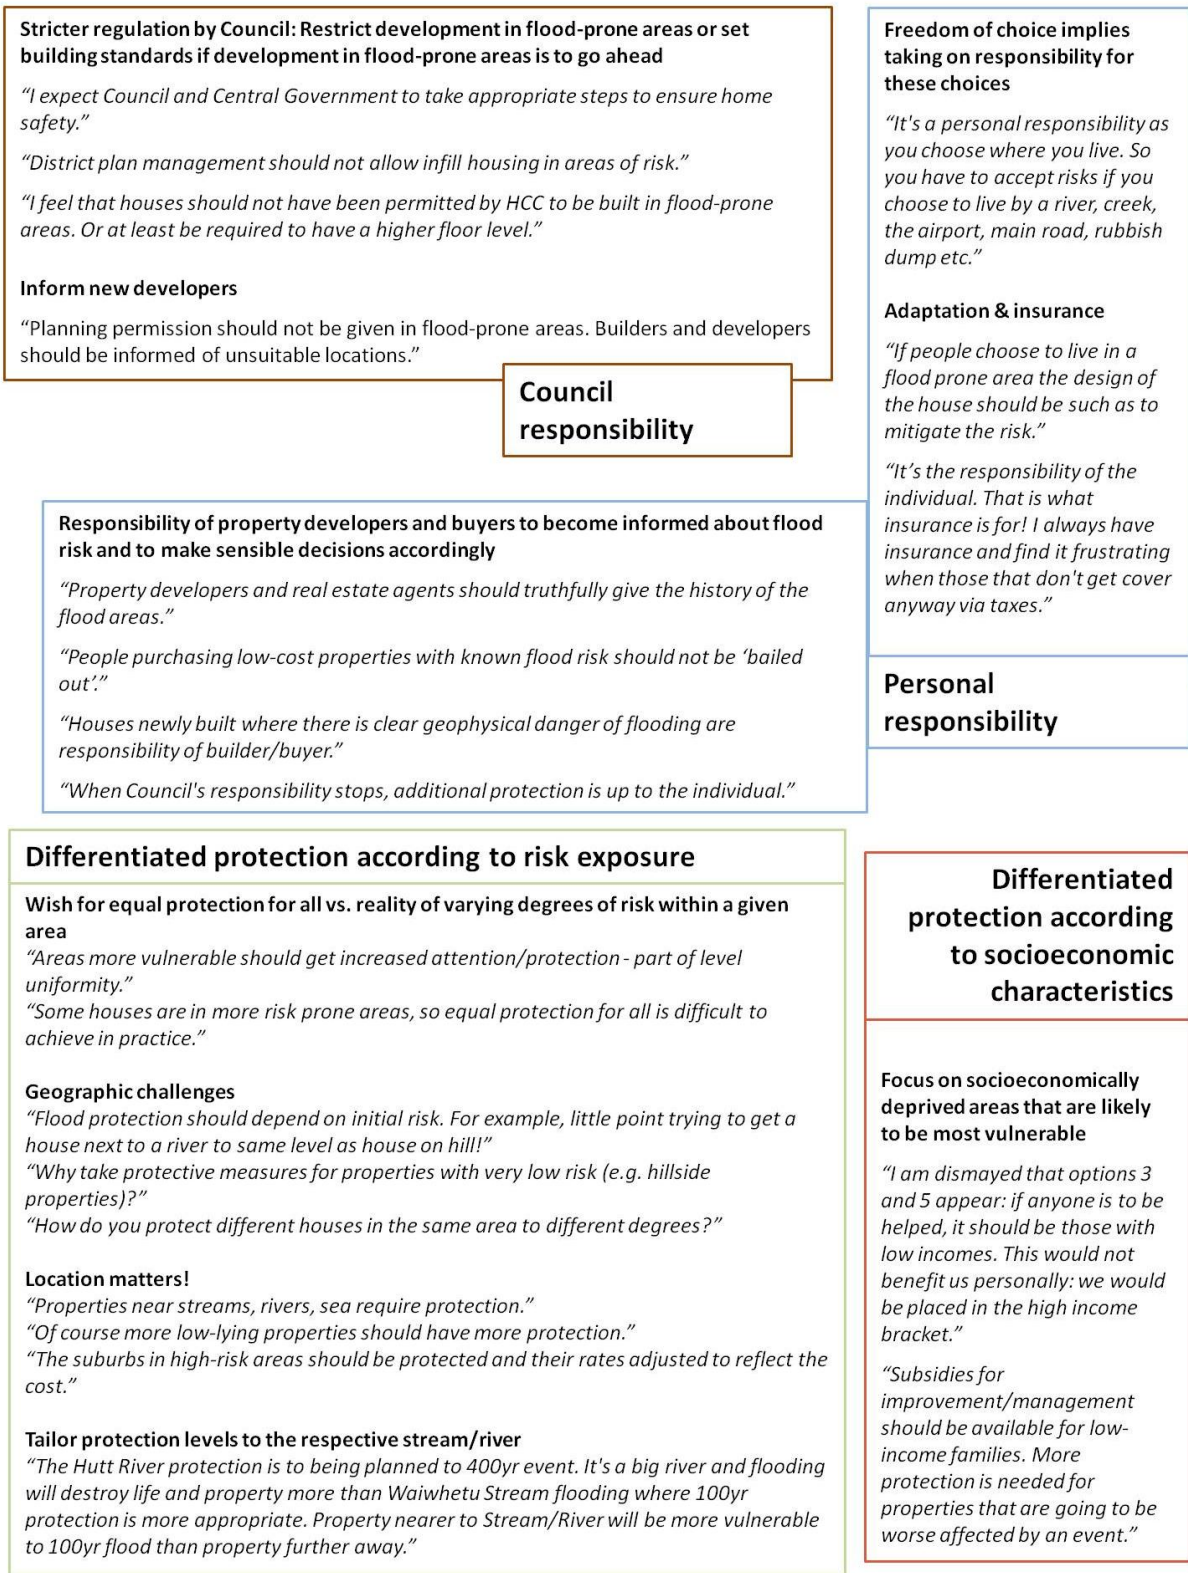 Stricter regulation by Council: Restrict development in flood-prone areas or set
building standards if development in flood-prone areas is to go ahead
“I expect Council and Central Government to take appropriate steps to ensure home
safety.”
“District plan management should not allow infill housing in areas of risk.”
“I feel that houses should not have been permitted by HCC to be built in flood-prone
areas. Or at least be required to have a higher floor level.”
Inform new developers
“Planning permission should not be given in flood-prone areas. Builders and developers
should be informed of unsuitable locations.”
Council
responsibility
Freedom of choice implies
taking on responsibility for
these choices
“It's a personal responsibility as
you choose where you live. So
you have to accept risks if you
choose to live by a river, creek,
the airport, main road, rubbish
dump etc.”
Adaptation & insurance
“If people choose to live in a
flood prone area the design of
the house should be such as to
mitigate the risk.”
“It’s the responsibility of the
individual. That is what
insurance is for! I always have
insurance and find it frustrating
when those that don't get cover
anyway via taxes.”
Personal
responsibility
Responsibility of property developers and buyers to become informed about flood
risk and to make sensible decisions accordingly
“Property developers and real estate agents should truthfully give the history of the
flood areas.”
“People purchasing low-cost properties with known flood risk should not be ‘bailed
out’.”
“Houses newly built where there is clear geophysical danger of flooding are
responsibility of builder/buyer.”
“When Council's responsibility stops, additional protection is up to the individual.”
Differentiated protection according to risk exposure
Wish for equal protection for all vs. reality of varying degrees of risk within a given
area
“Areas more vulnerable should get increased attention/protection - part of level
uniformity.”
“Some houses are in more risk prone areas, so equal protection for all is difficult to
achieve in practice.”
Geographic challenges
“Flood protection should depend on initial risk. For example, little point trying to get a
house next to a river to same level as house on hill!”
“Why take protective measures for properties with very low risk (e.g. hillside
properties)?”
“How do you protect different houses in the same area to different degrees?”
Location matters!
“Properties near streams, rivers, sea require protection.”
“Of course more low-lying properties should have more protection.”
“The suburbs in high-risk areas should be protected and their rates adjusted to reflect the
cost.”
Tailor protection levels to the respective stream/river
“The Hutt River protection is to being planned to 400yr event. It's a big river and flooding
will destroy life and property more than Waiwhetu Stream flooding where 100yr
protection is more appropriate. Property nearer to Stream/River will be more vulnerable
to 100yr flood than property further away.”
Differentiated
protection according
to socioeconomic
characteristics
Focus on socioeconomically
deprived areas that are likely
to be most vulnerable
“I am dismayed that options 3
and 5 appear: if anyone is to be
helped, it should be those with
low incomes. This would not
benefit us personally: we would
be placed in the high income
bracket.”
“Subsidies for
improvement/management
should be available for low-
income families. More
protection is needed for
properties that are going to be
worse affected by an event.”